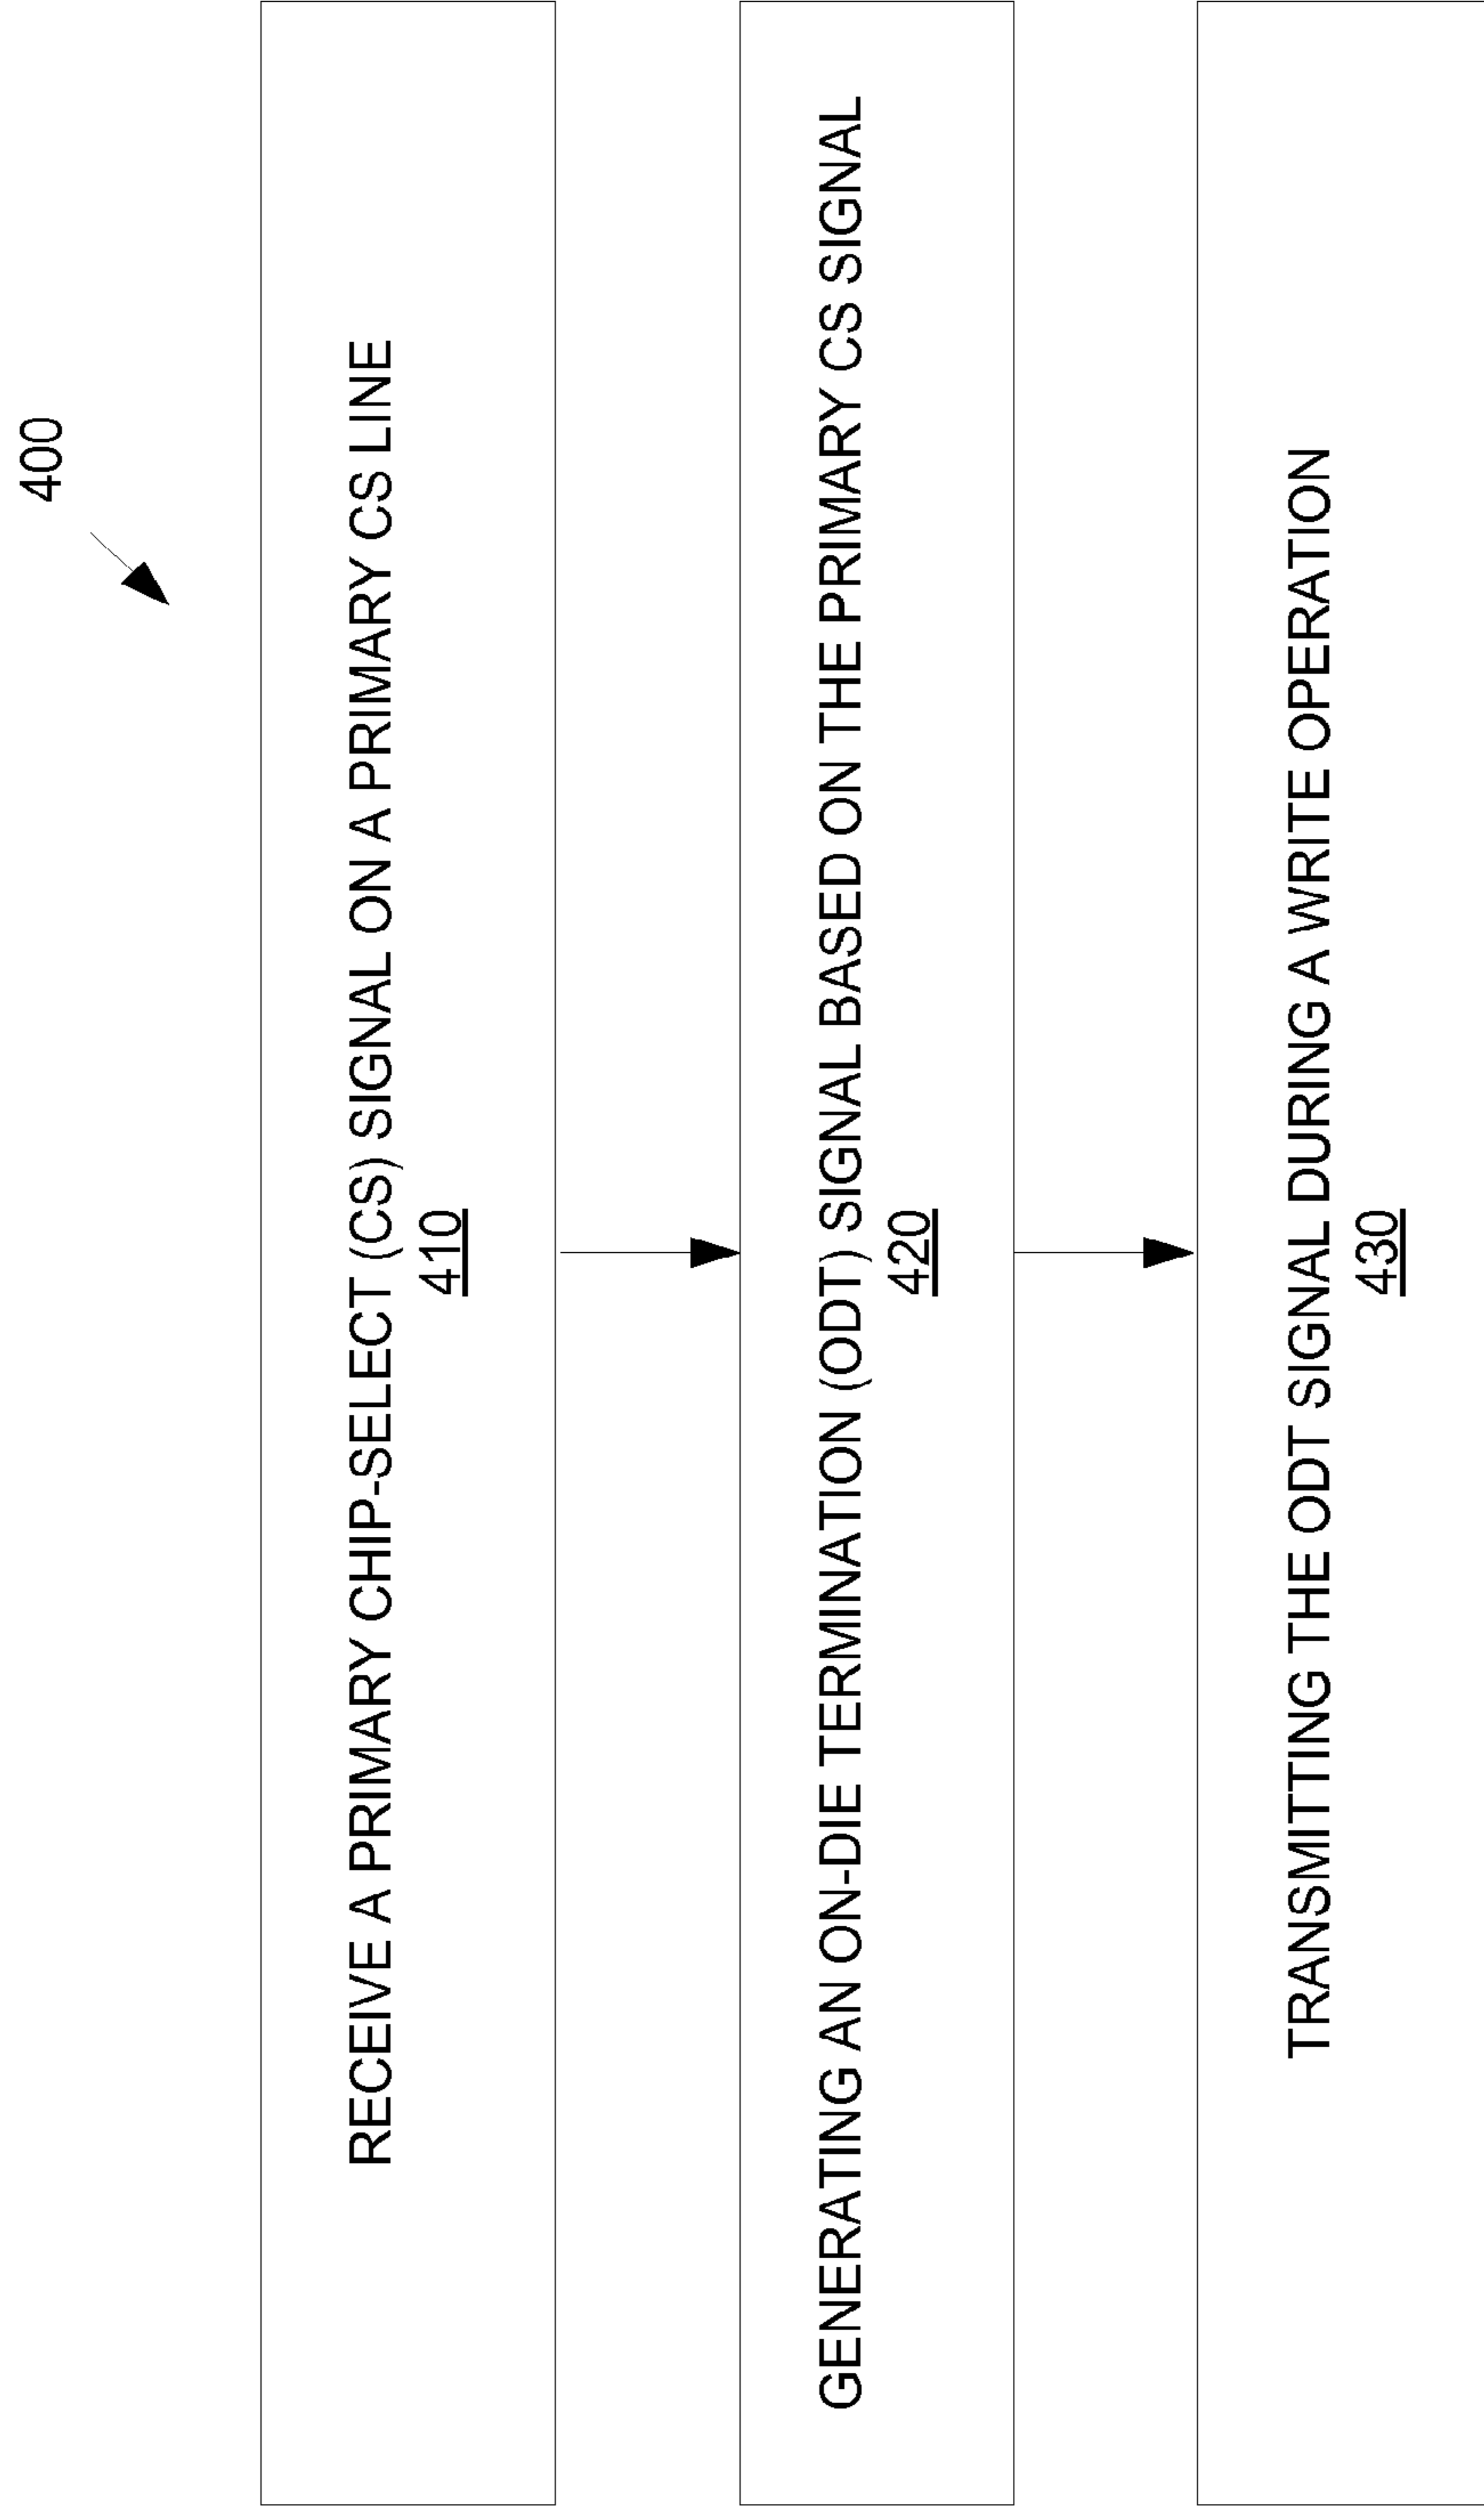 400
RECEIVE A PRIMARY CHIP-SELECT (CS) SIGNAL ON A PRIMARY CS LINE
410
GENERATING AN ON-DIE TERMINATION (ODT) SIGNAL BASED ON THE PRIMARY CS SIGNAL
420
TRANSMITTING THE ODT SIGNAL DURING A WRITE OPERATION
430